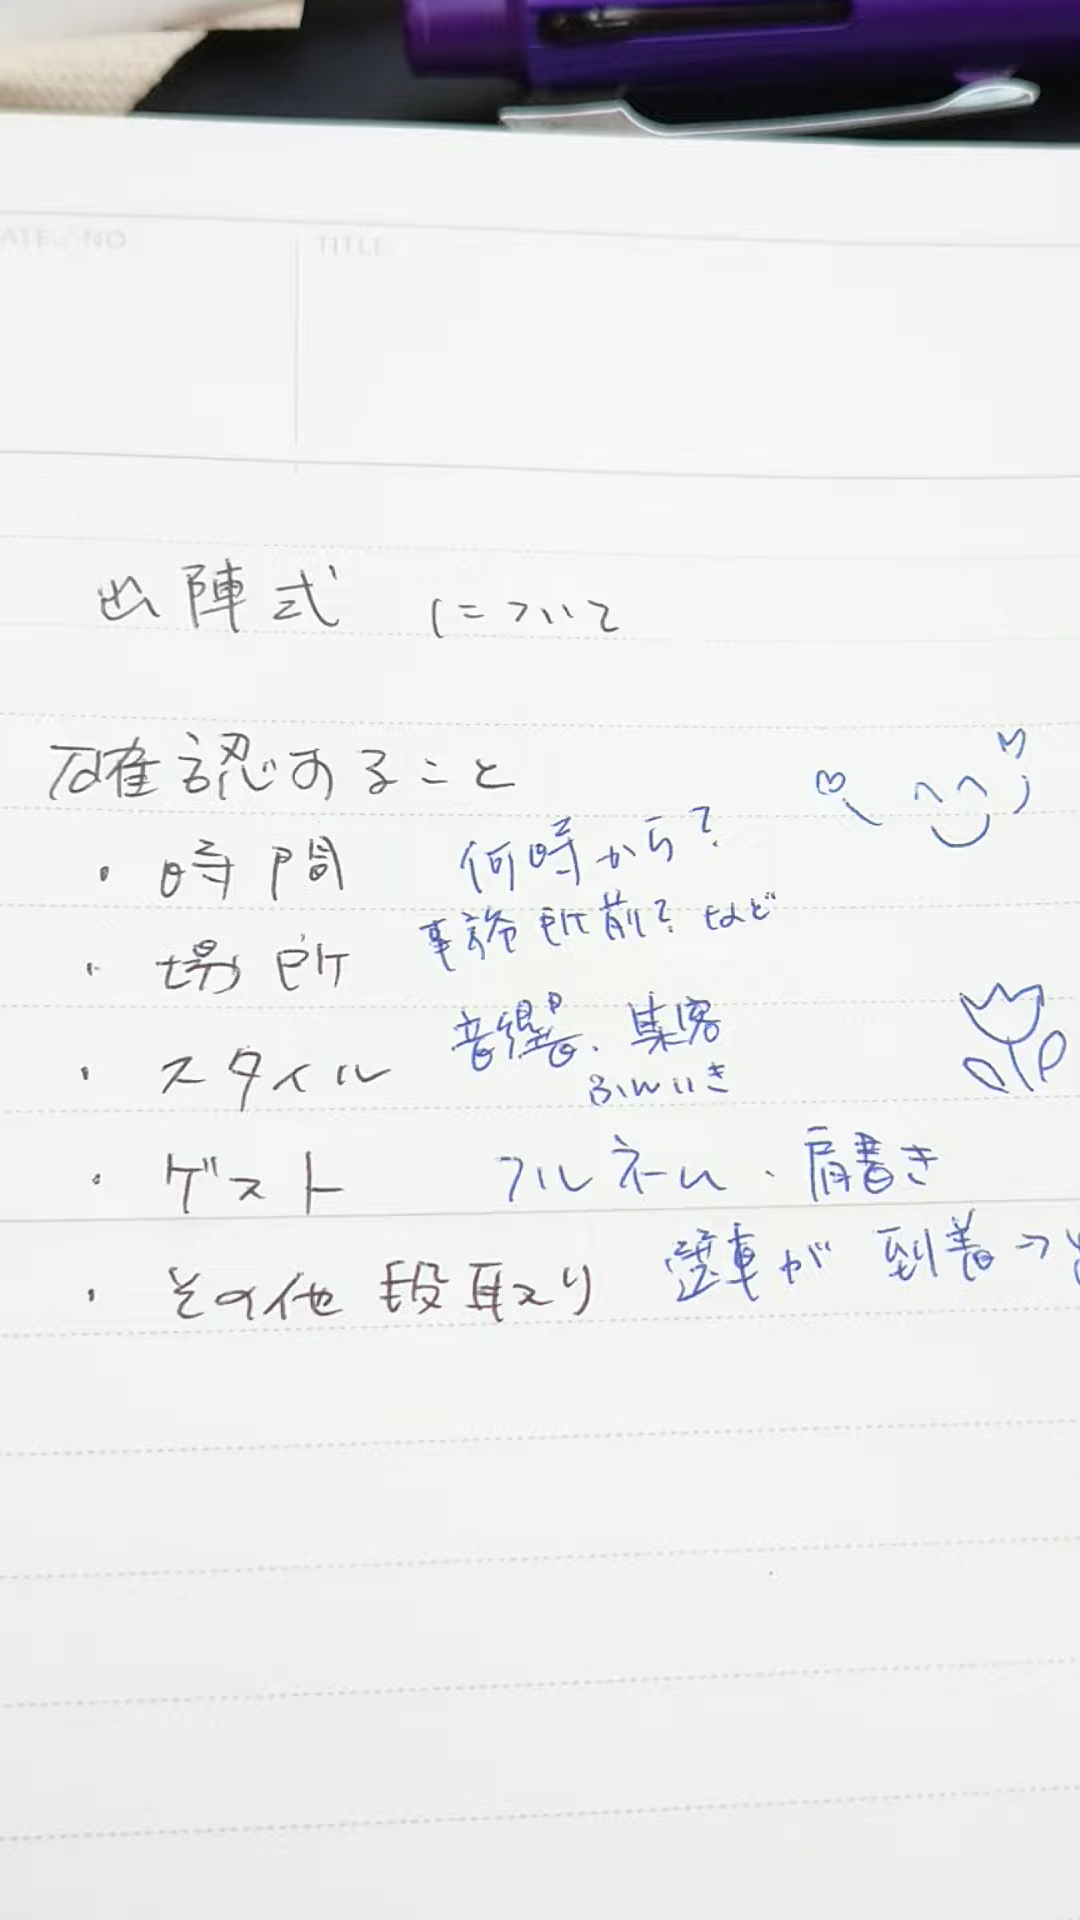 DATE・NO TITLE
出陣式 について
確認すること
・時間 何時から?
・場所 事務所前? など
・スタイル 音響、集客
ふんいき
・ゲスト フルネーム・肩書き
・その他段取り 選車が到着→